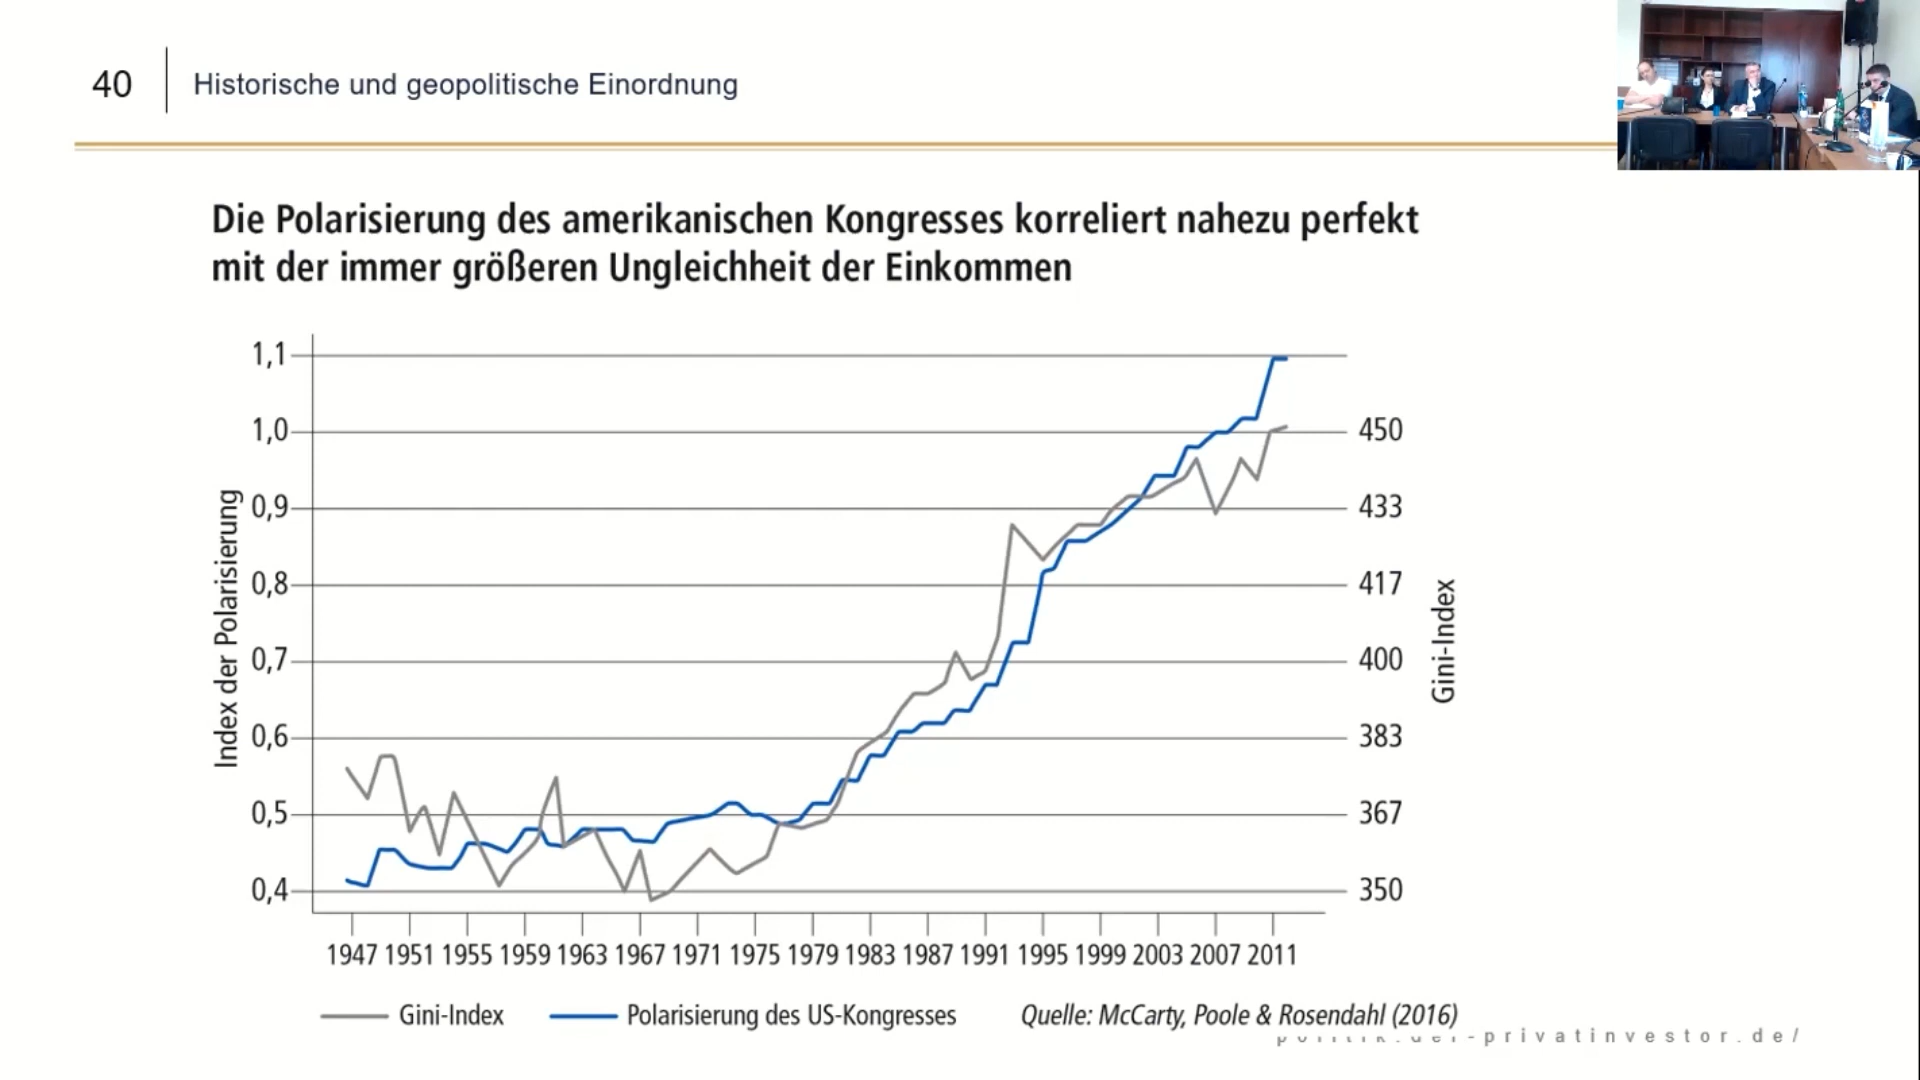 40
Historische und geopolitische Einordnung
Die Polarisierung des amerikanischen Kongresses korreliert nahezu perfekt
mit der immer größeren Ungleichheit der Einkommen
Index der Polarisierung
1,1
1,0
0,9
0,8
0,7
0,6
0,5
0,4
450
433
417
400
383
367
350
Gini-Index
1947 1951 1955 1959 1963 1967 1971 1975 1979 1983 1987 1991 1995 1999 2003 2007 2011
Gini-Index Polarisierung des US-Kongresses Quelle: McCarty, Poole & Rosendahl (2016)
politik.der-privatinvestor.de/